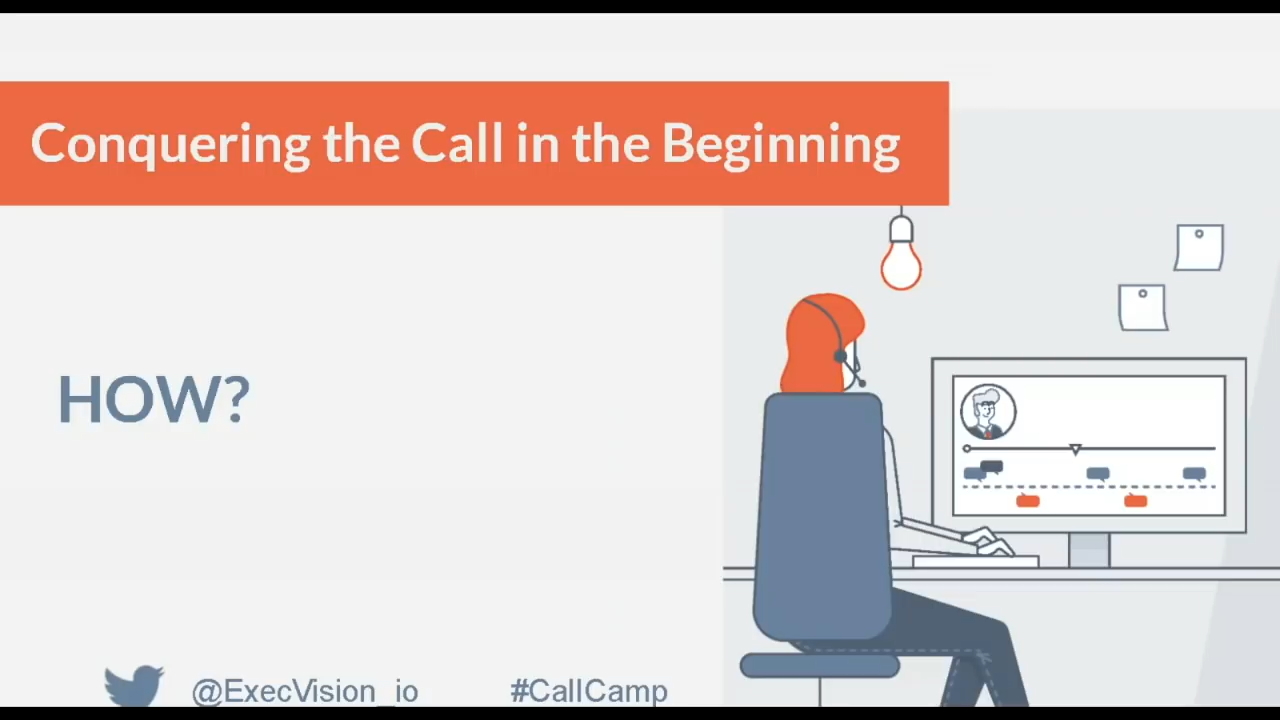 Conquering the Call in the Beginning
HOW?
@ExecVision_io
#CallCamp